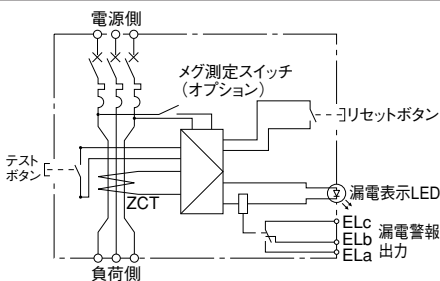 電源側
メグ測定スイッチ
（オプション）
リセットボタン
テスト
ボタン
ZCT
漏電表示LED
ELc
ELb
ELa
漏電警報
出力
負荷側